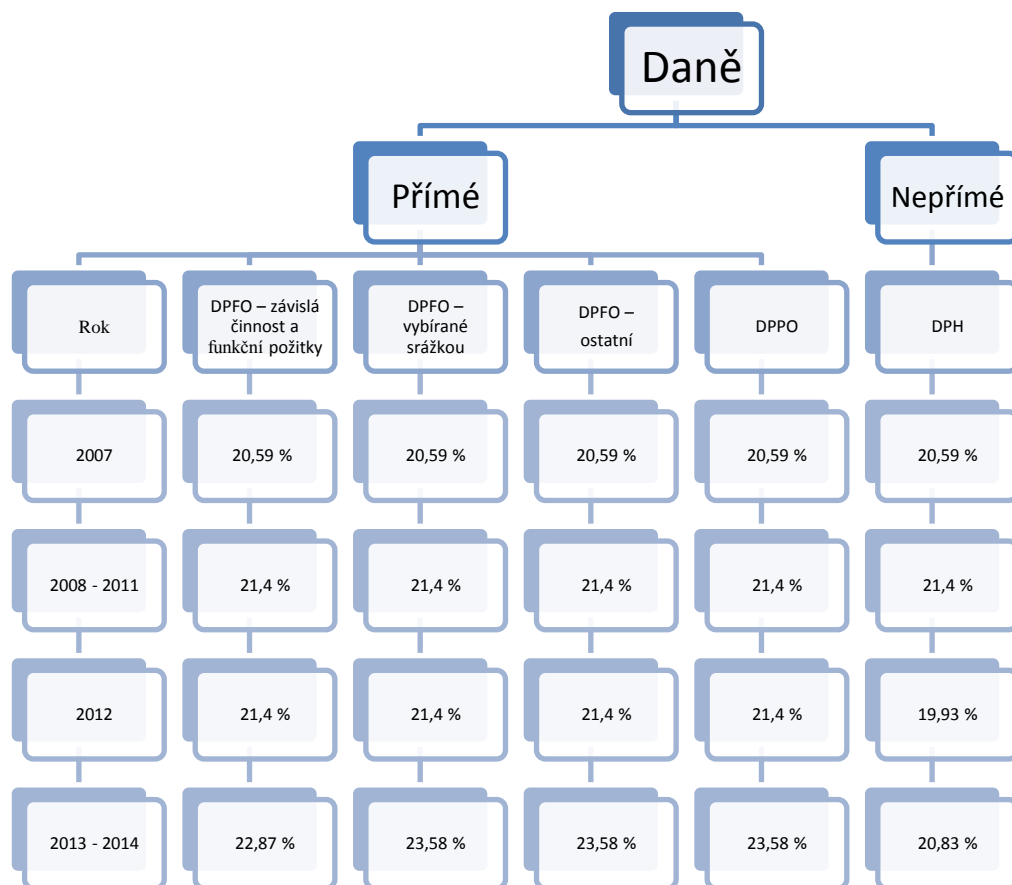 Daně
Přímé
Nepřímé
Rok
DPFO – závislá
činnost a
funkční požitky
DPFO –
vybírané
srážkou
DPFO –
ostatní
DPPO
DPH
2007
20,59 %
20,59 %
20,59 %
20,59 %
20,59 %
2008 - 2011
21,4 %
21,4 %
21,4 %
21,4 %
21,4 %
2012
21,4 %
21,4 %
21,4 %
21,4 %
19,93 %
2013 - 2014
22,87 %
23,58 %
23,58 %
23,58 %
20,83 %